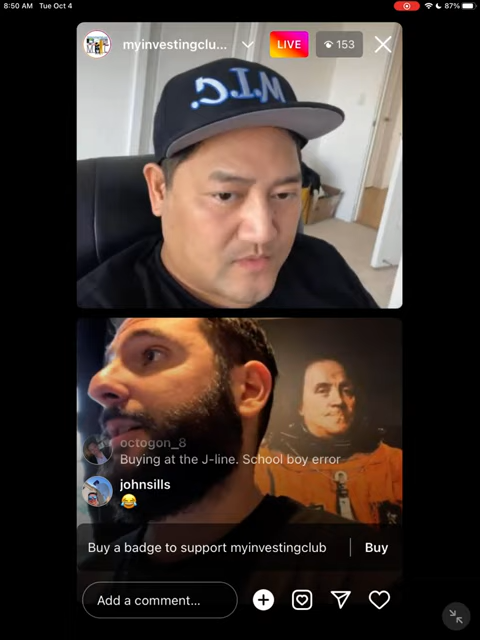 8:50 AM Tue Oct 4
87%
myinvestingclu...
LIVE
153
M.I.C.
octogon_8
Buying at the J-line. School boy error
johnsills
😂
Buy a badge to support myinvestingclub
Buy
Add a comment...